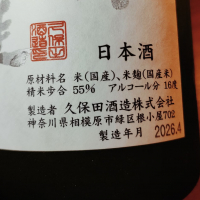 日本酒
原材料名 米(国産)、米麹(国産米)
精米歩合 55% アルコール分 16度
製造者 久保田酒造株式会社
神奈川県相模原市緑区根小屋702
製造年月 2026.4